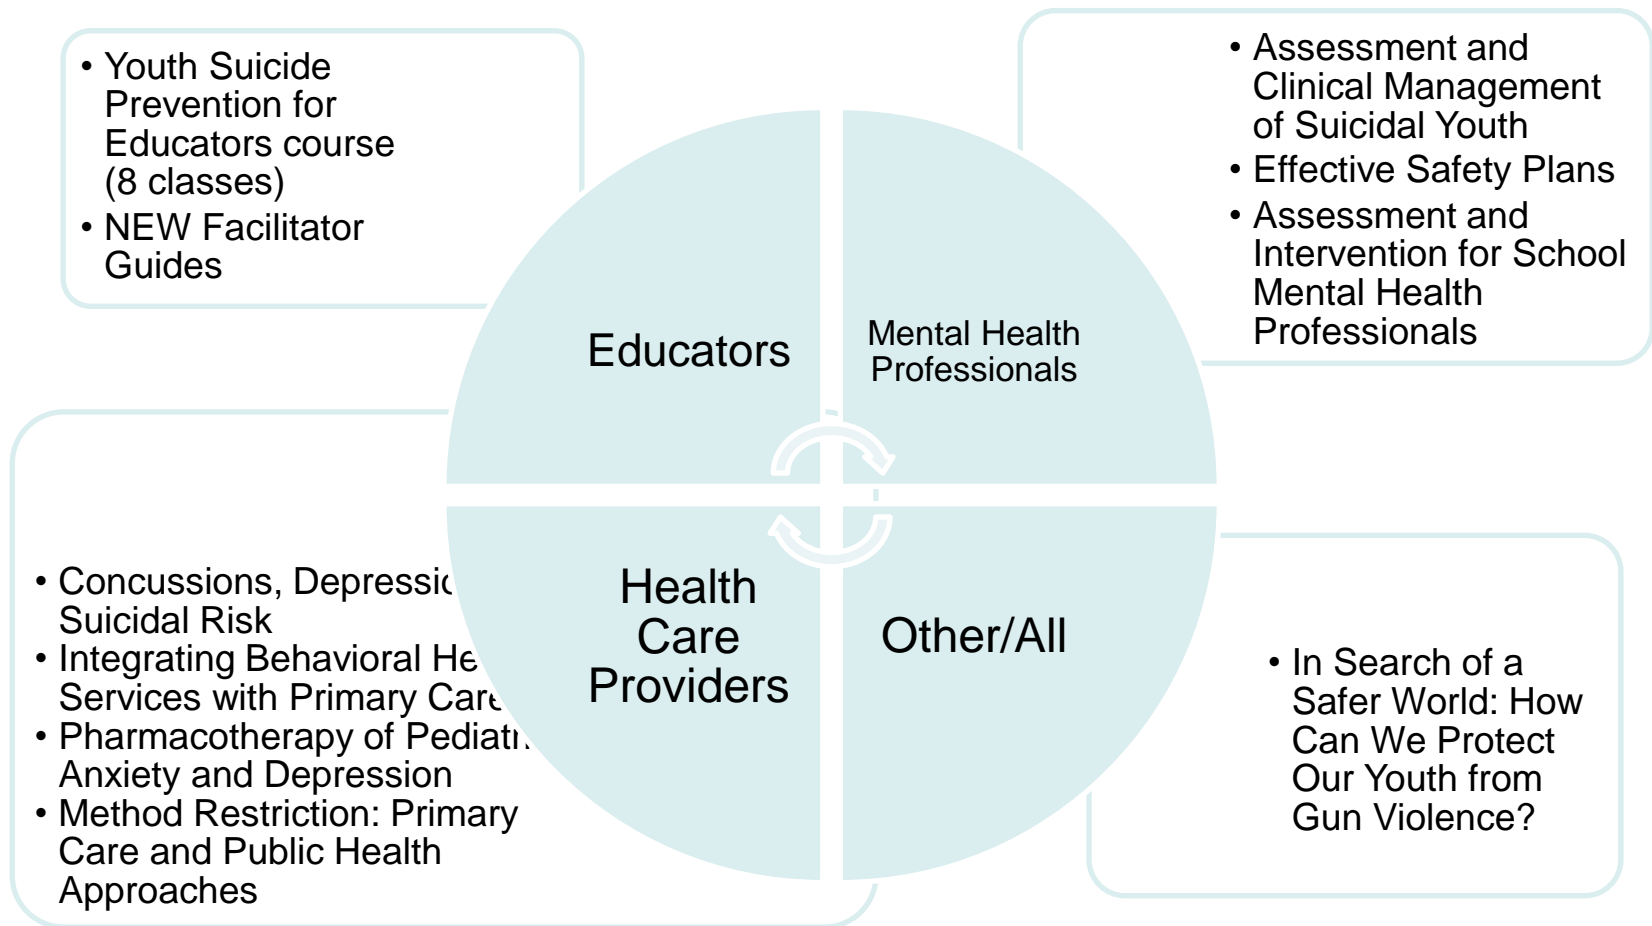 • Youth Suicide
Prevention for
Educators course
(8 classes)
• NEW Facilitator
Guides
• Assessment and
Clinical Management
of Suicidal Youth
• Effective Safety Plans
• Assessment and
Intervention for School
Mental Health
Professionals
Educators
Mental Health
Professionals
Health
Care
Providers
Other/All
• Concussions,
Suicidal Risk
• Integrating Behavioral
Services with Primary Care
• Pharmacotherapy of
Anxiety and Depression
• Method Restriction: Primary
Care and Public Health
Approaches
• In Search of a
Safer World: How
Can We Protect
Our Youth from
Gun Violence?